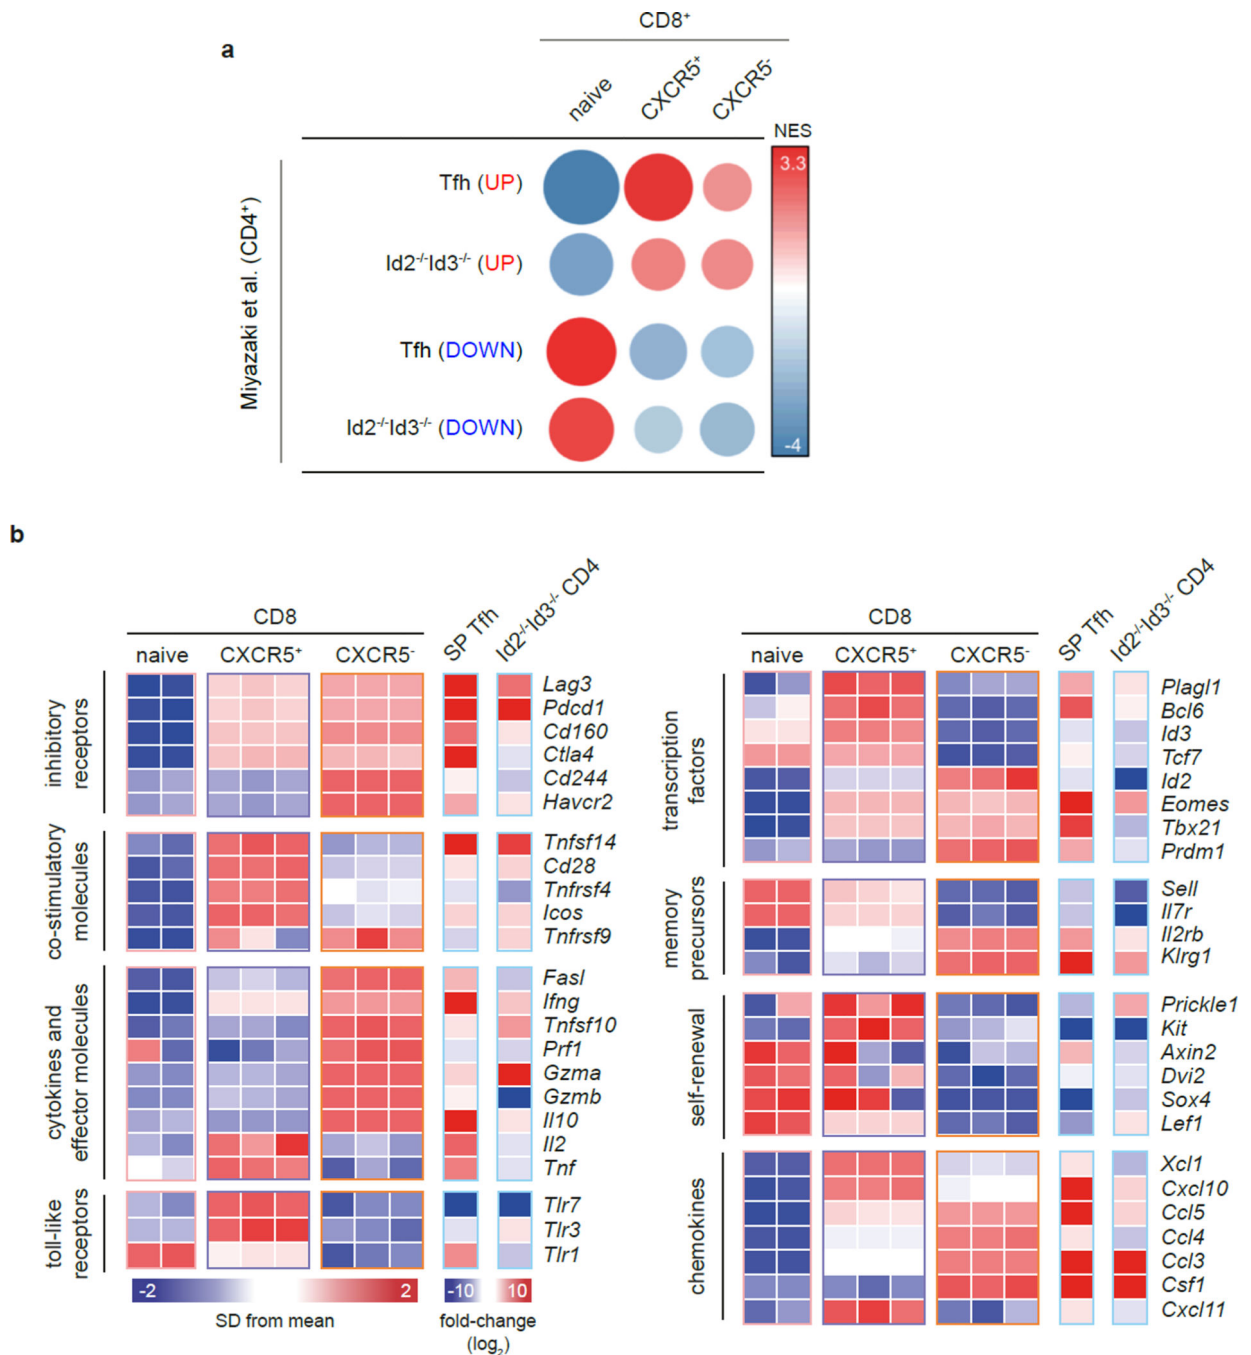 a
CD8⁺
naive
CXCR5⁺
CXCR5⁻
NES
3.3
-4
Miyazaki et al. (CD4⁺)
Tfh (UP)
Id2⁻/⁻Id3⁻/⁻ (UP)
Tfh (DOWN)
Id2⁻/⁻Id3⁻/⁻ (DOWN)
b
CD8
naive
CXCR5⁺
CXCR5⁻
SP Tfh
Id2⁻/⁻Id3⁻/⁻ CD4
inhibitory
receptors
Lag3
Pdcd1
Cd160
Ctla4
Cd244
Havcr2
co-stimulatory
molecules
Tnfsf14
Cd28
Tnfrsf4
Icos
Tnfrsf9
cytokines and
effector molecules
Fasl
Ifng
Tnfsf10
Prf1
Gzma
Gzmb
Il10
Il2
Tnf
toll-like
receptors
Tlr7
Tlr3
Tlr1
-2
2
SD from mean
-10
10
fold-change
(log₂)
CD8
naive
CXCR5⁺
CXCR5⁻
SP Tfh
Id2⁻/⁻Id3⁻/⁻ CD4
transcription
factors
Plagl1
Bcl6
Id3
Tcf7
Id2
Eomes
Tbx21
Prdm1
memory
precursors
Sell
Il7r
Il2rb
Klrg1
self-renewal
Prickle1
Kit
Axin2
Dvi2
Sox4
Lef1
chemokines
Xcl1
Cxcl10
Ccl5
Ccl4
Ccl3
Csf1
Cxcl11